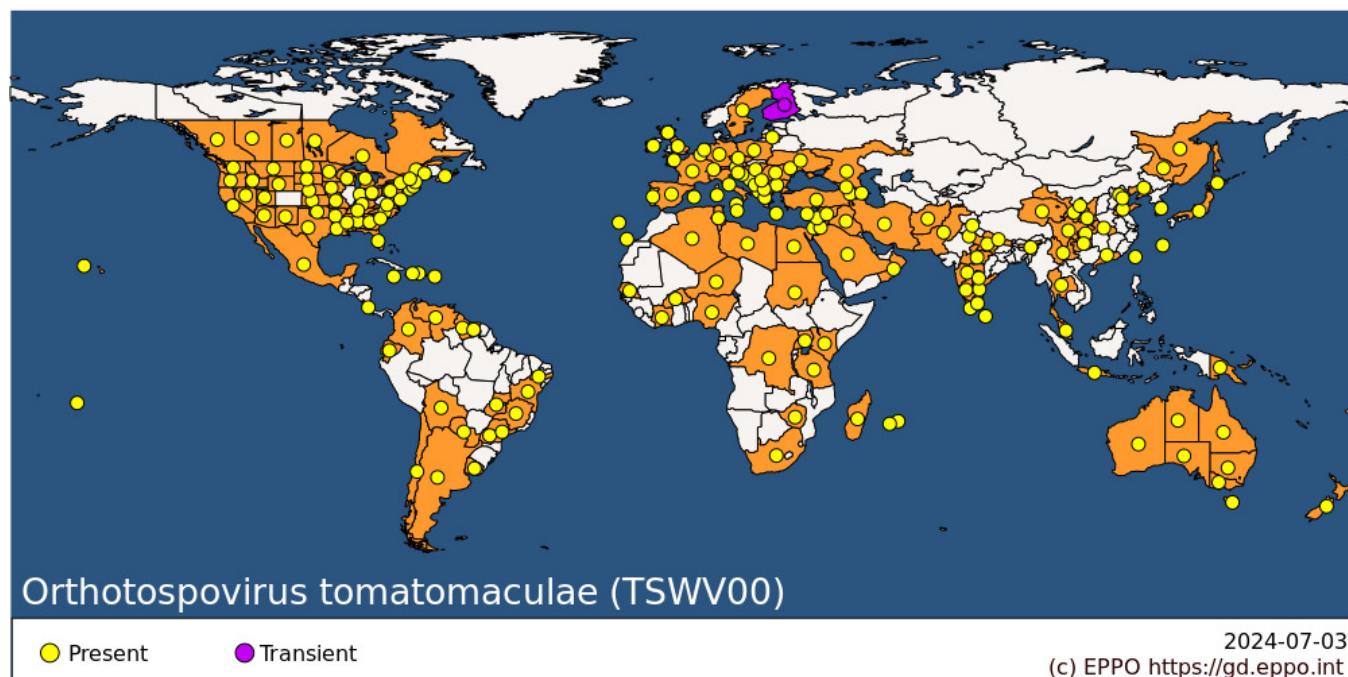 Orthotospovirus tomatomaculae (TSWV00)
Present
Transient
2024-07-03
(c) EPPO https://gd.eppo.int